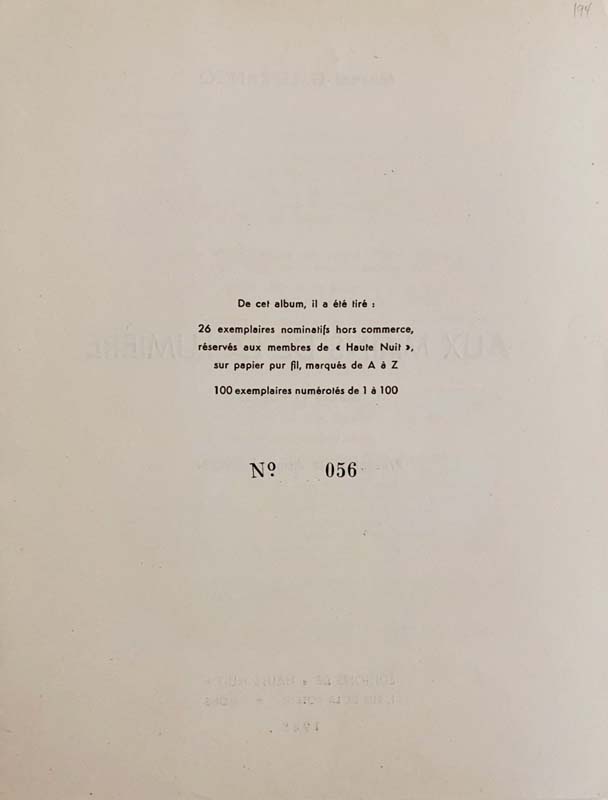 194
De cet album, il a été tiré :
26 exemplaires nominatifs hors commerce,
réservés aux membres de « Haute Nuit »,
sur papier pur fil, marqués de A à Z
100 exemplaires numérotés de 1 à 100
Nº 056